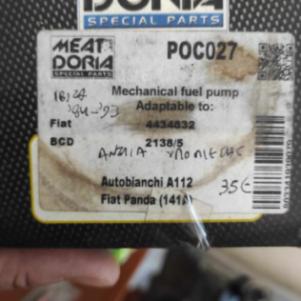 DORIA
SPECIAL PARTS
MEAT POC027
DORIA
SPECIAL PARTS
Mechanical fuel pump
Adaptable to:
Fiat 4434832
BCD 2138/5
35€
Autobianchi A112
Fiat Panda (141A)